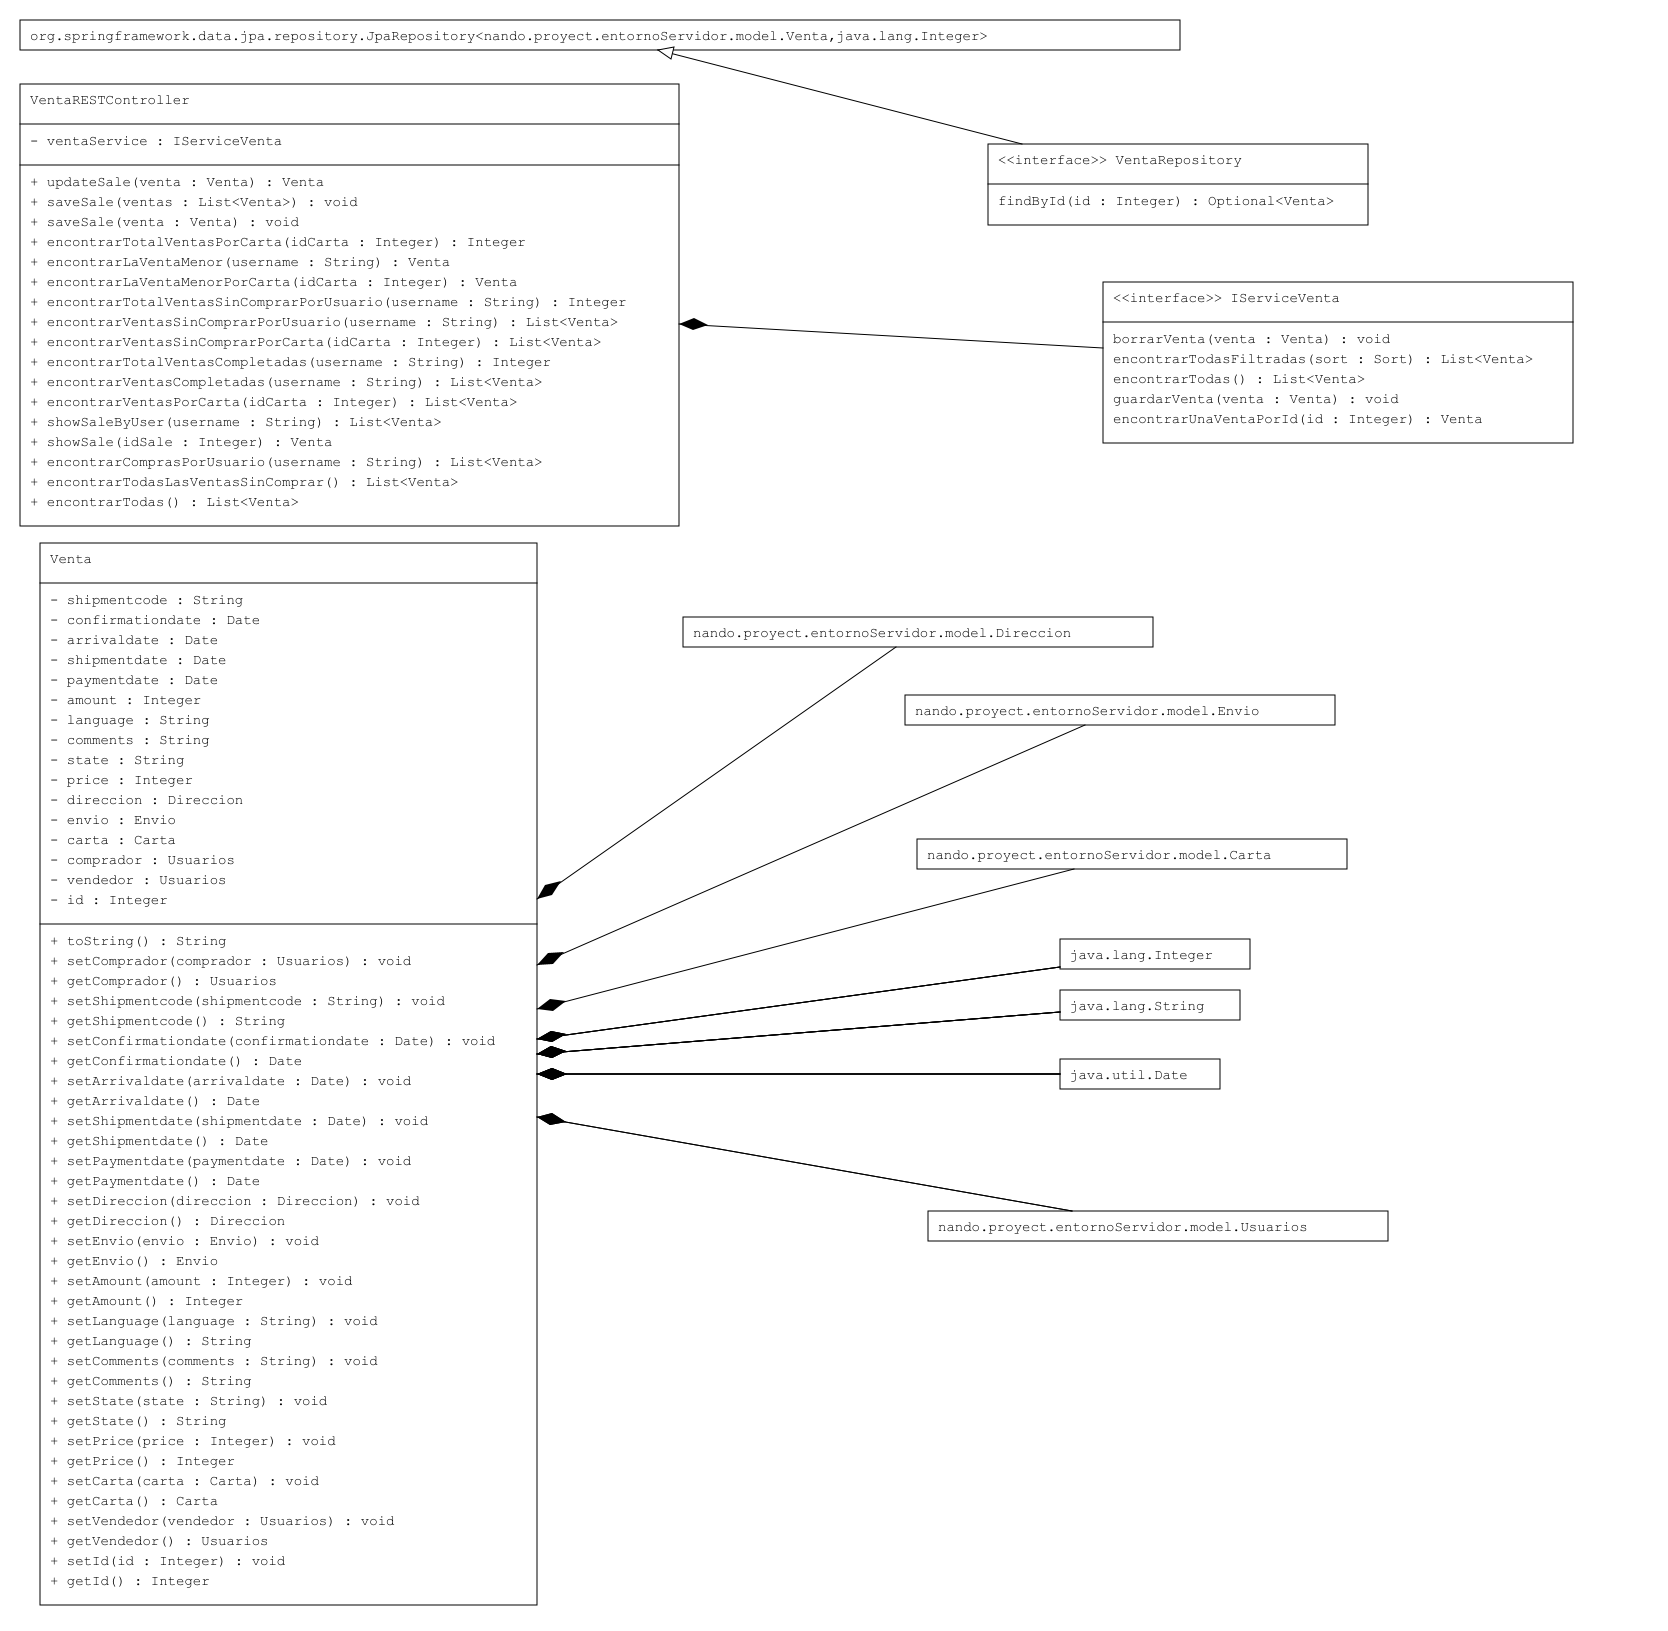 org.springframework.data.jpa.repository.JpaRepository<nando.proyect.entornoServidor.model.Venta,java.lang.Integer>
VentaRESTController
- ventaService : IServiceVenta
+ updateSale(venta : Venta) : Venta
+ saveSale(ventas : List<Venta>) : void
+ saveSale(venta : Venta) : void
+ encontrarTotalVentasPorCarta(idCarta : Integer) : Integer
+ encontrarLaVentaMenor(username : String) : Venta
+ encontrarLaVentaMenorPorCarta(idCarta : Integer) : Venta
+ encontrarTotalVentasSinComprarPorUsuario(username : String) : Integer
+ encontrarVentasSinComprarPorUsuario(username : String) : List<Venta>
+ encontrarVentasSinComprarPorCarta(idCarta : Integer) : List<Venta>
+ encontrarTotalVentasCompletadas(username : String) : Integer
+ encontrarVentasCompletadas(username : String) : List<Venta>
+ encontrarVentasPorCarta(idCarta : Integer) : List<Venta>
+ showSaleByUser(username : String) : List<Venta>
+ showSale(idSale : Integer) : Venta
+ encontrarComprasPorUsuario(username : String) : List<Venta>
+ encontrarTodasLasVentasSinComprar() : List<Venta>
+ encontrarTodas() : List<Venta>
<<interface>> VentaRepository
findById(id : Integer) : Optional<Venta>
<<interface>> IServiceVenta
borrarVenta(venta : Venta) : void
encontrarTodasFiltradas(sort : Sort) : List<Venta>
encontrarTodas() : List<Venta>
guardarVenta(venta : Venta) : void
encontrarUnaVentaPorId(id : Integer) : Venta
Venta
- shipmentcode : String
- confirmationdate : Date
- arrivaldate : Date
- shipmentdate : Date
- paymentdate : Date
- amount : Integer
- language : String
- comments : String
- state : String
- price : Integer
- direccion : Direccion
- envio : Envio
- carta : Carta
- comprador : Usuarios
- vendedor : Usuarios
- id : Integer
+ toString() : String
+ setComprador(comprador : Usuarios) : void
+ getComprador() : Usuarios
+ setShipmentcode(shipmentcode : String) : void
+ getShipmentcode() : String
+ setConfirmationdate(confirmationdate : Date) : void
+ getConfirmationdate() : Date
+ setArrivaldate(arrivaldate : Date) : void
+ getArrivaldate() : Date
+ setShipmentdate(shipmentdate : Date) : void
+ getShipmentdate() : Date
+ setPaymentdate(paymentdate : Date) : void
+ getPaymentdate() : Date
+ setDireccion(direccion : Direccion) : void
+ getDireccion() : Direccion
+ setEnvio(envio : Envio) : void
+ getEnvio() : Envio
+ setAmount(amount : Integer) : void
+ getAmount() : Integer
+ setLanguage(language : String) : void
+ getLanguage() : String
+ setComments(comments : String) : void
+ getComments() : String
+ setState(state : String) : void
+ getState() : String
+ setPrice(price : Integer) : void
+ getPrice() : Integer
+ setCarta(carta : Carta) : void
+ getCarta() : Carta
+ setVendedor(vendedor : Usuarios) : void
+ getVendedor() : Usuarios
+ setId(id : Integer) : void
+ getId() : Integer
nando.proyect.entornoServidor.model.Direccion
nando.proyect.entornoServidor.model.Envio
nando.proyect.entornoServidor.model.Carta
java.lang.Integer
java.lang.String
java.util.Date
nando.proyect.entornoServidor.model.Usuarios